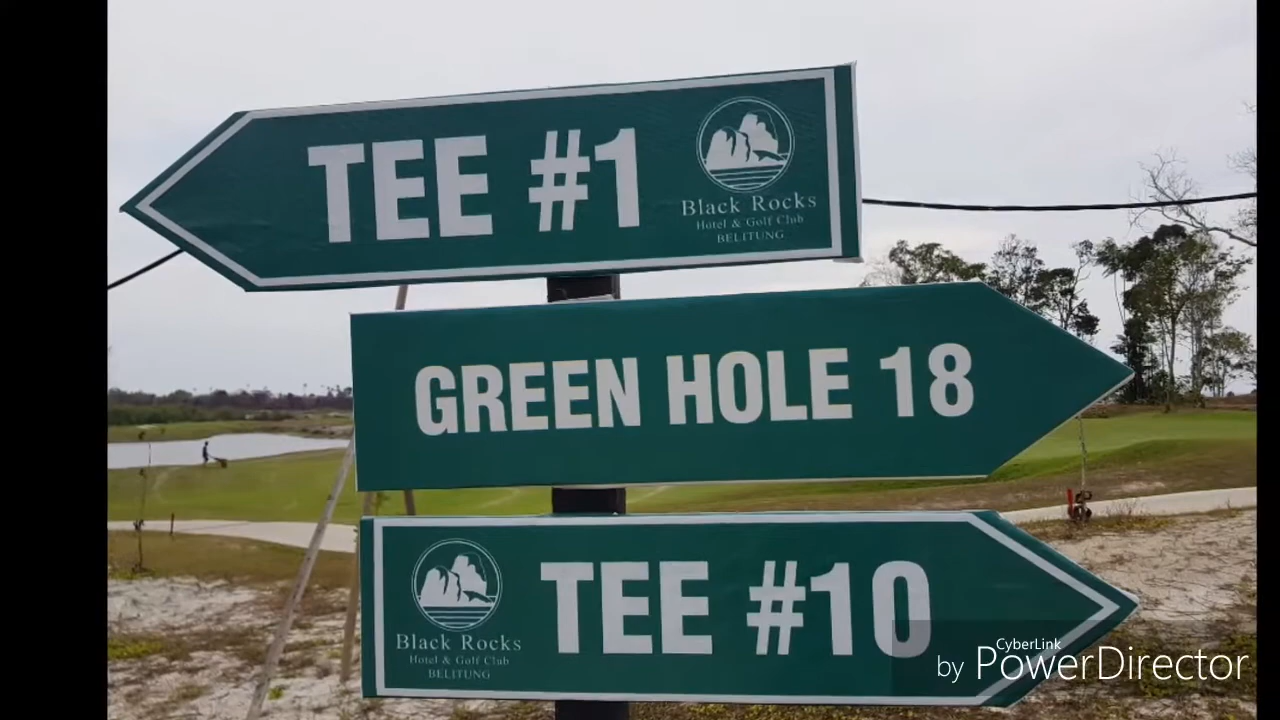 TEE #1
Black Rocks
Hotel & Golf Club
BELITUNG
GREEN HOLE 18
Black Rocks
Hotel & Golf Club
BELITUNG
TEE #10
CyberLink
by PowerDirector